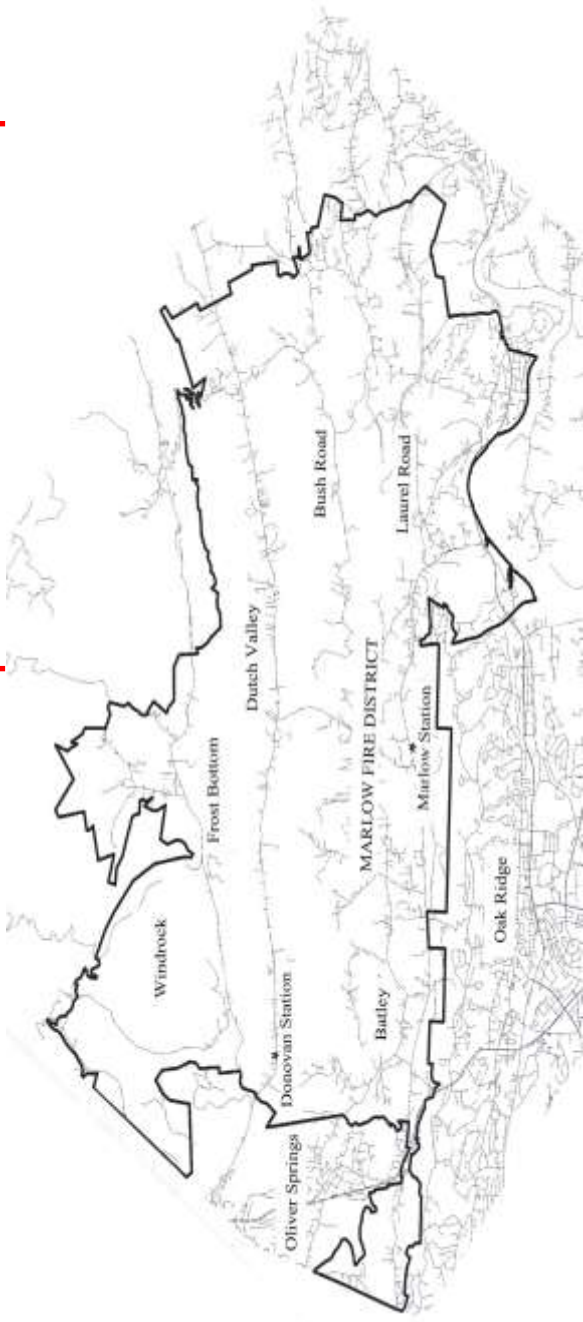 Windrock
Frost Bottom
Dutch Valley
Donovan Station
Oliver Springs
Bush Road
MARLOW FIRE DISTRICT
Batley
Laurel Road
Marlow Station
Oak Ridge